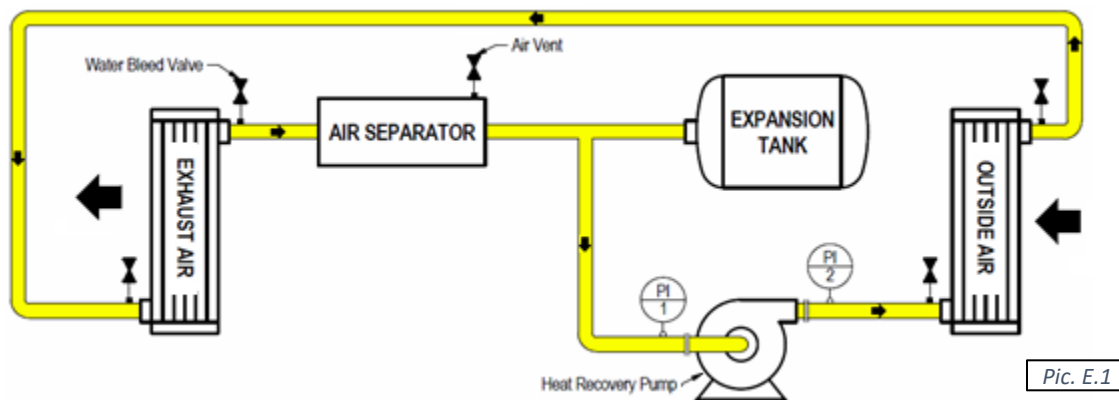 Air Vent
Water Bleed Valve
AIR SEPARATOR
EXPANSION
TANK
EXHAUST AIR
OUTSIDE AIR
PI
2
PI
1
Heat Recovery Pump
Pic. E.1